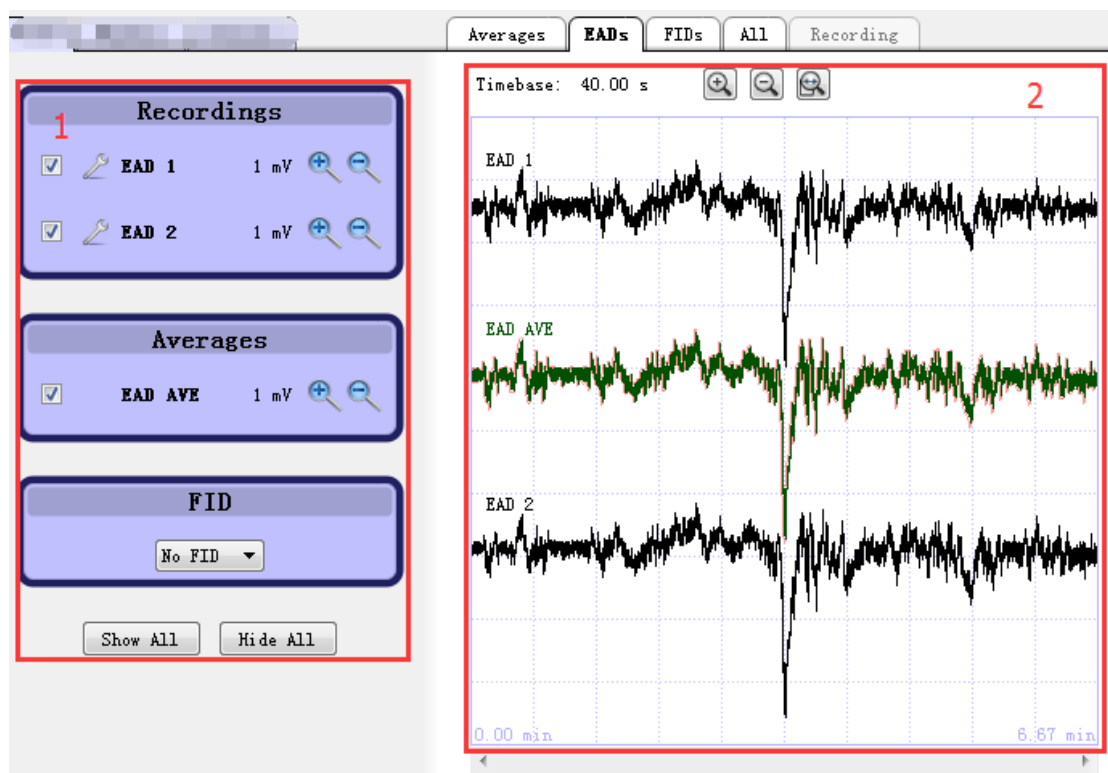 Averages EADs FIDs All Recording
1
Recordings
EAD 1 1 mV
EAD 2 1 mV
Averages
EAD AVE 1 mV
FID
No FID
Show All Hide All
Timebase: 40.00 s
2
EAD 1
EAD AVE
EAD 2
0.00 min 6.67 min